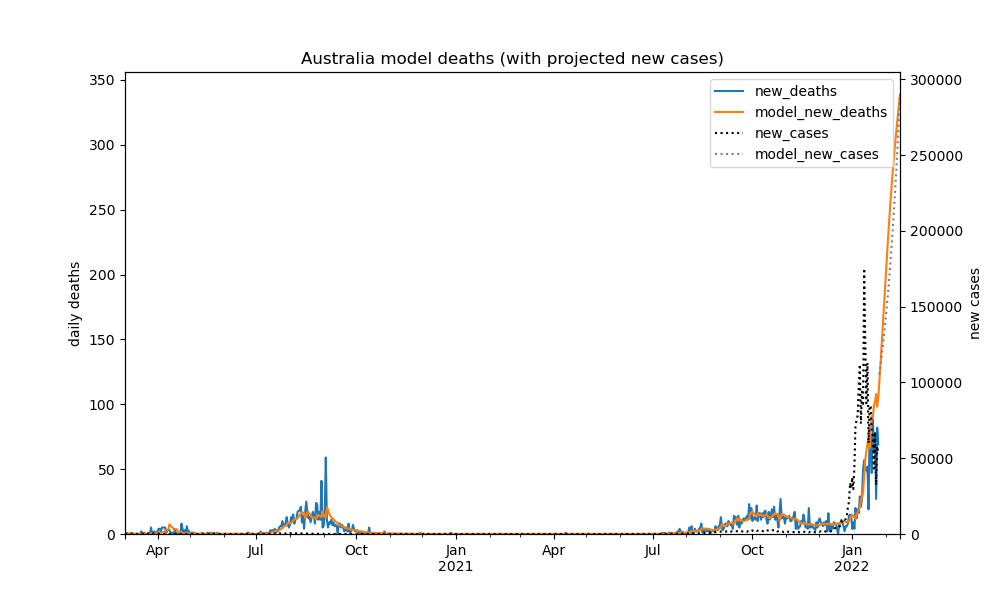 Australia model deaths (with projected new cases)
350
300
250
200
150
100
50
0
daily deaths
300000
250000
200000
150000
100000
50000
0
new cases
new_deaths
model_new_deaths
new_cases
model_new_cases
Apr
Jul
Oct
Jan
2021
Apr
Jul
Oct
Jan
2022